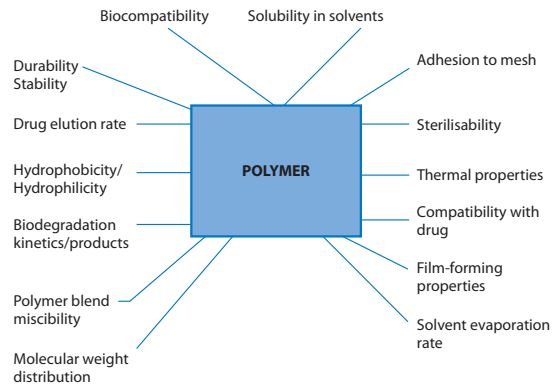 Biocompatibility
Solubility in solvents
Durability
Stability
Adhesion to mesh
Drug elution rate
Sterilisability
Hydrophobicity/
Hydrophilicity
POLYMER
Thermal properties
Biodegradation
kinetics/products
Compatibility with
drug
Polymer blend
miscibility
Film-forming
properties
Molecular weight
distribution
Solvent evaporation
rate